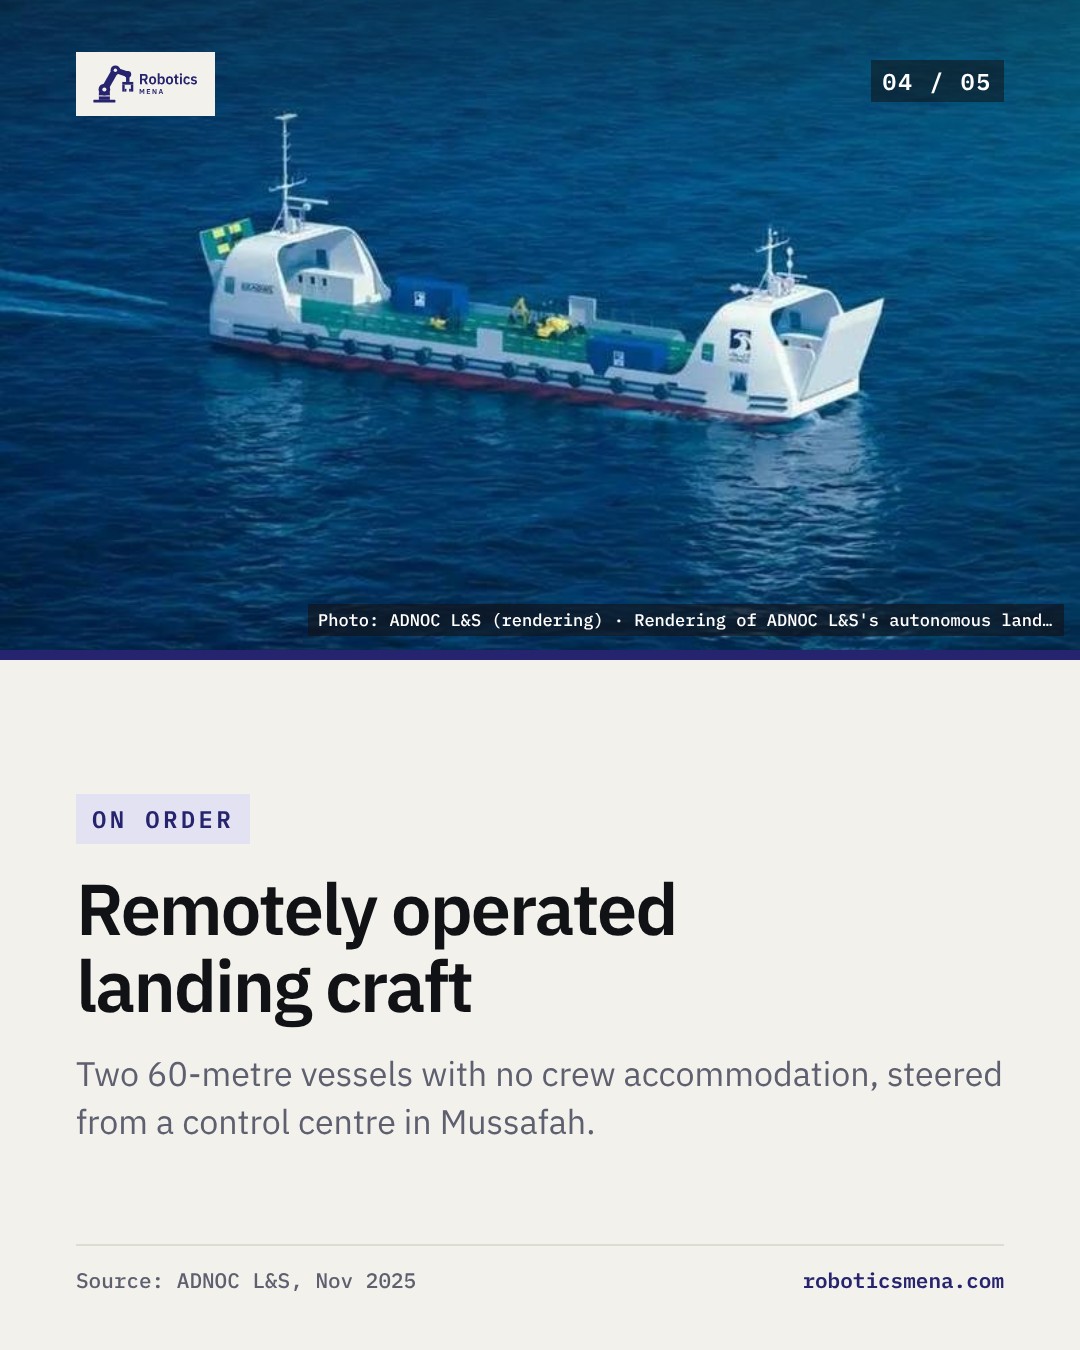 Robotics
MENA
04 / 05
Photo: ADNOC L&S (rendering) · Rendering of ADNOC L&S's autonomous land…
ON ORDER
Remotely operated
landing craft
Two 60-metre vessels with no crew accommodation, steered
from a control centre in Mussafah.
Source: ADNOC L&S, Nov 2025
roboticsmena.com